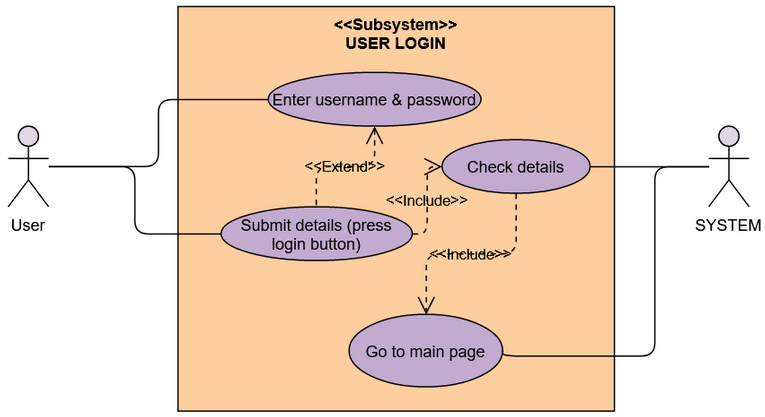 <<Subsystem>>
USER LOGIN
Enter username & password
<<Extend>>
Check details
<<Include>>
User
SYSTEM
Submit details (press
login button)
<<Include>>
Go to main page